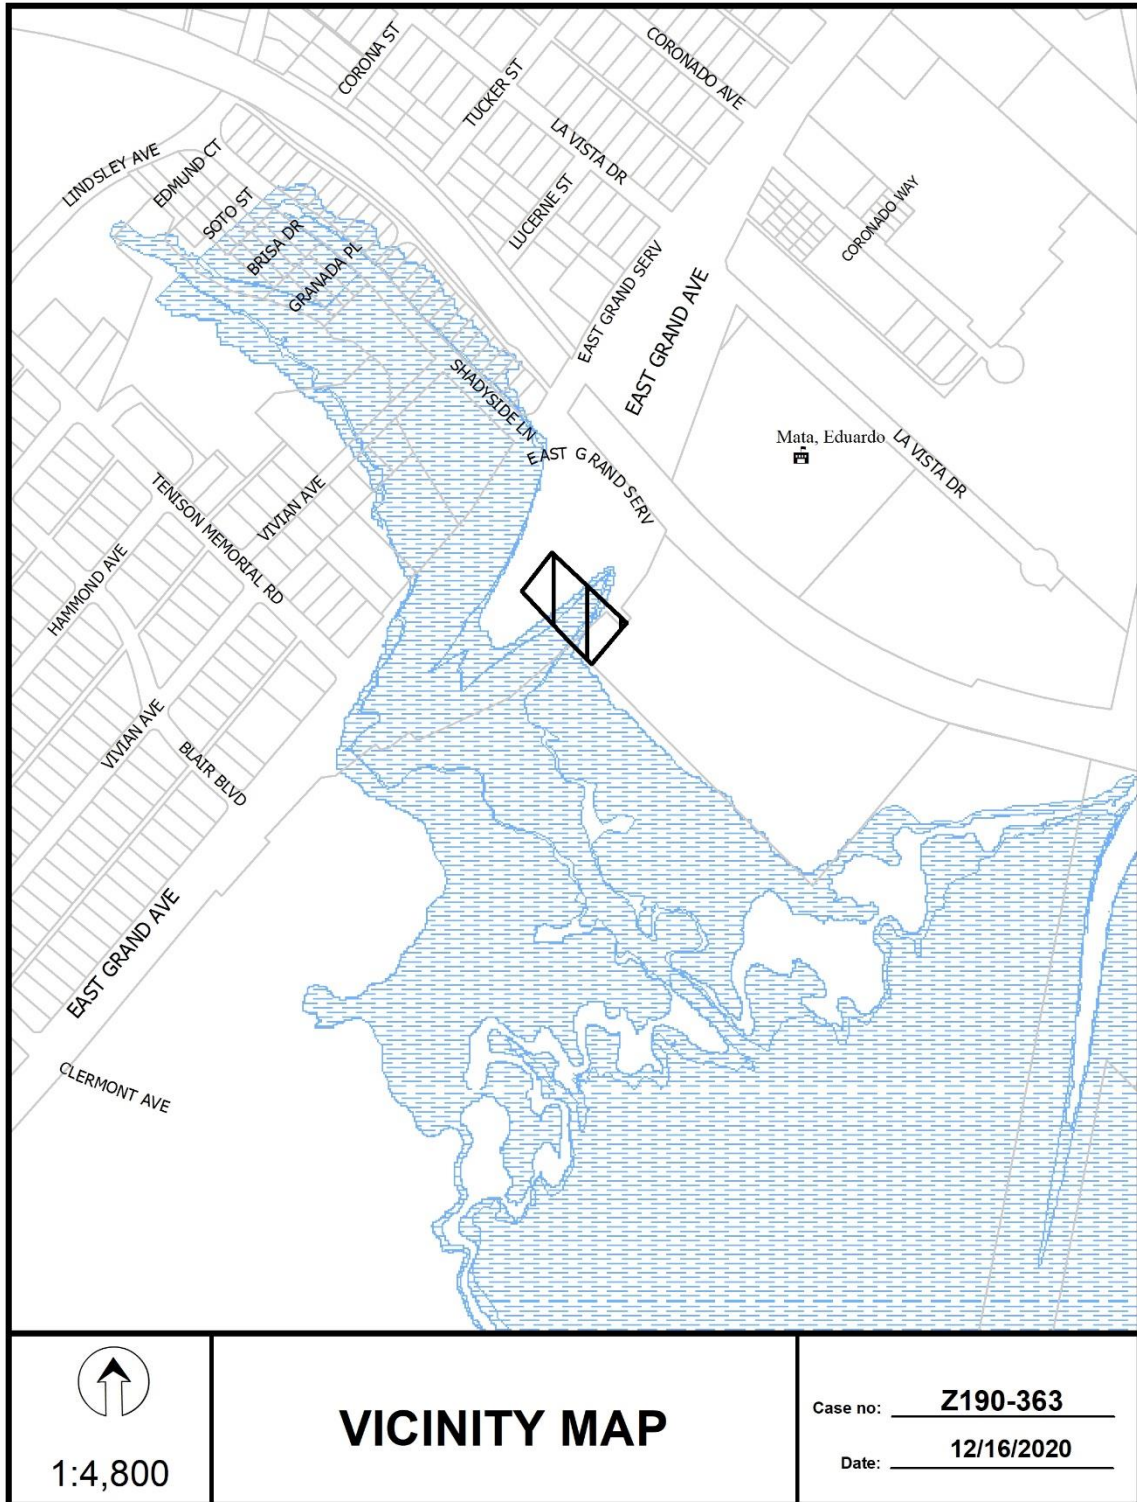 CORONA ST
CORONADO AVE
TUCKER ST
LA VISTA DR
LINDSLEY AVE
EDMUND CT
SOTO ST
BRISA DR
GRANADA PL
LUCERNE ST
CORONADO WAY
EAST GRAND SERV
EAST GRAND AVE
SHADYSIDE LN
EAST GRAND SERV
Mata, Eduardo
LA VISTA DR
TENISON MEMORIAL RD
VIVIAN AVE
HAMMOND AVE
VIVIAN AVE
BLAIR BLVD
EAST GRAND AVE
CLERMONT AVE
1:4,800
VICINITY MAP
Case no: Z190-363
Date: 12/16/2020